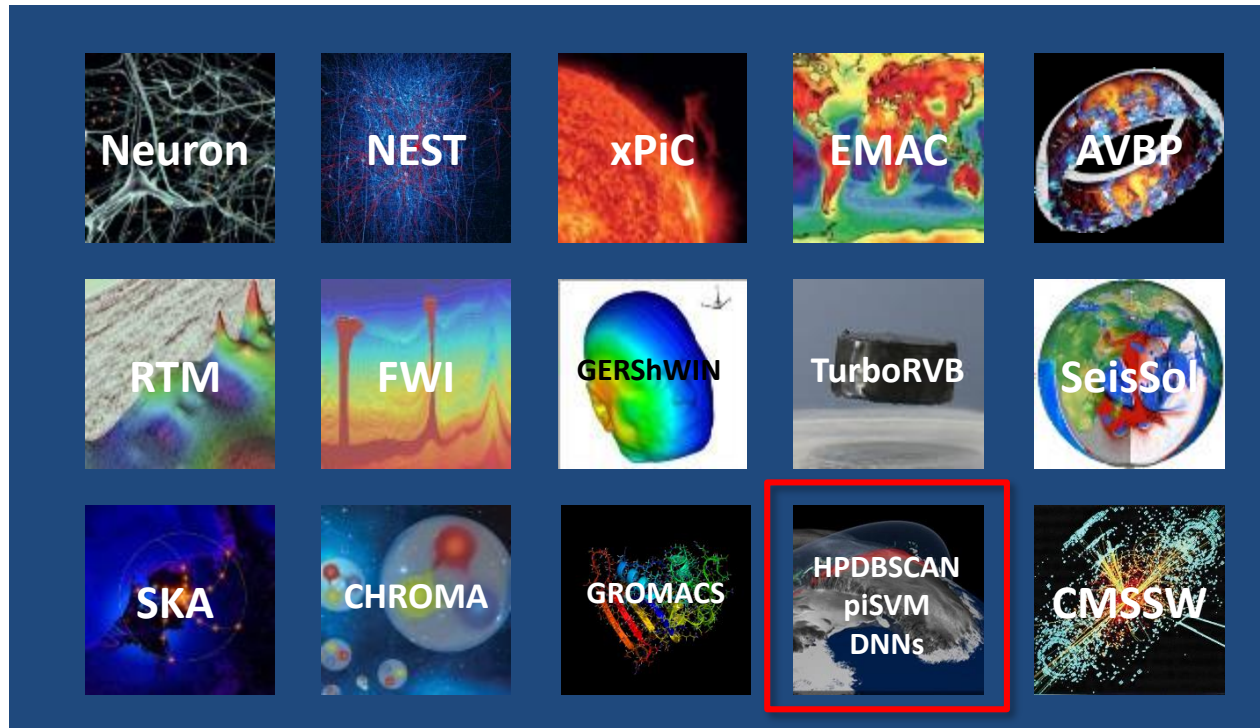 Neuron
NEST
xPiC
EMAC
AVBP
RTM
FWI
GERShWIN
TurboRVB
SeisSol
SKA
CHROMA
GROMACS
HPDBSCAN
piSVM
DNNs
CMSSW